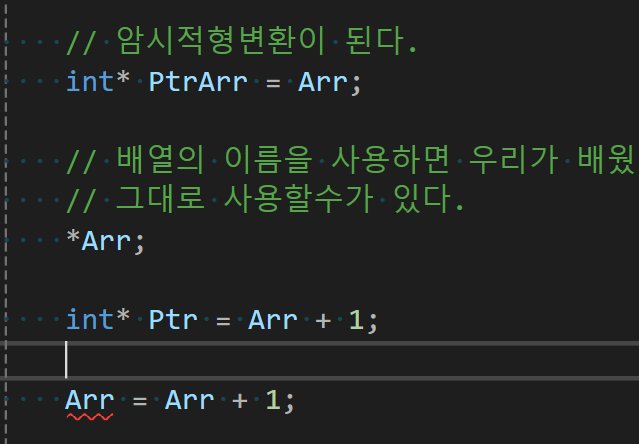 // 암시적형변환이 된다.
int* PtrArr = Arr;
// 배열의 이름을 사용하면 우리가 배웠
// 그대로 사용할수가 있다.
*Arr;
int* Ptr = Arr + 1;
Arr = Arr + 1;